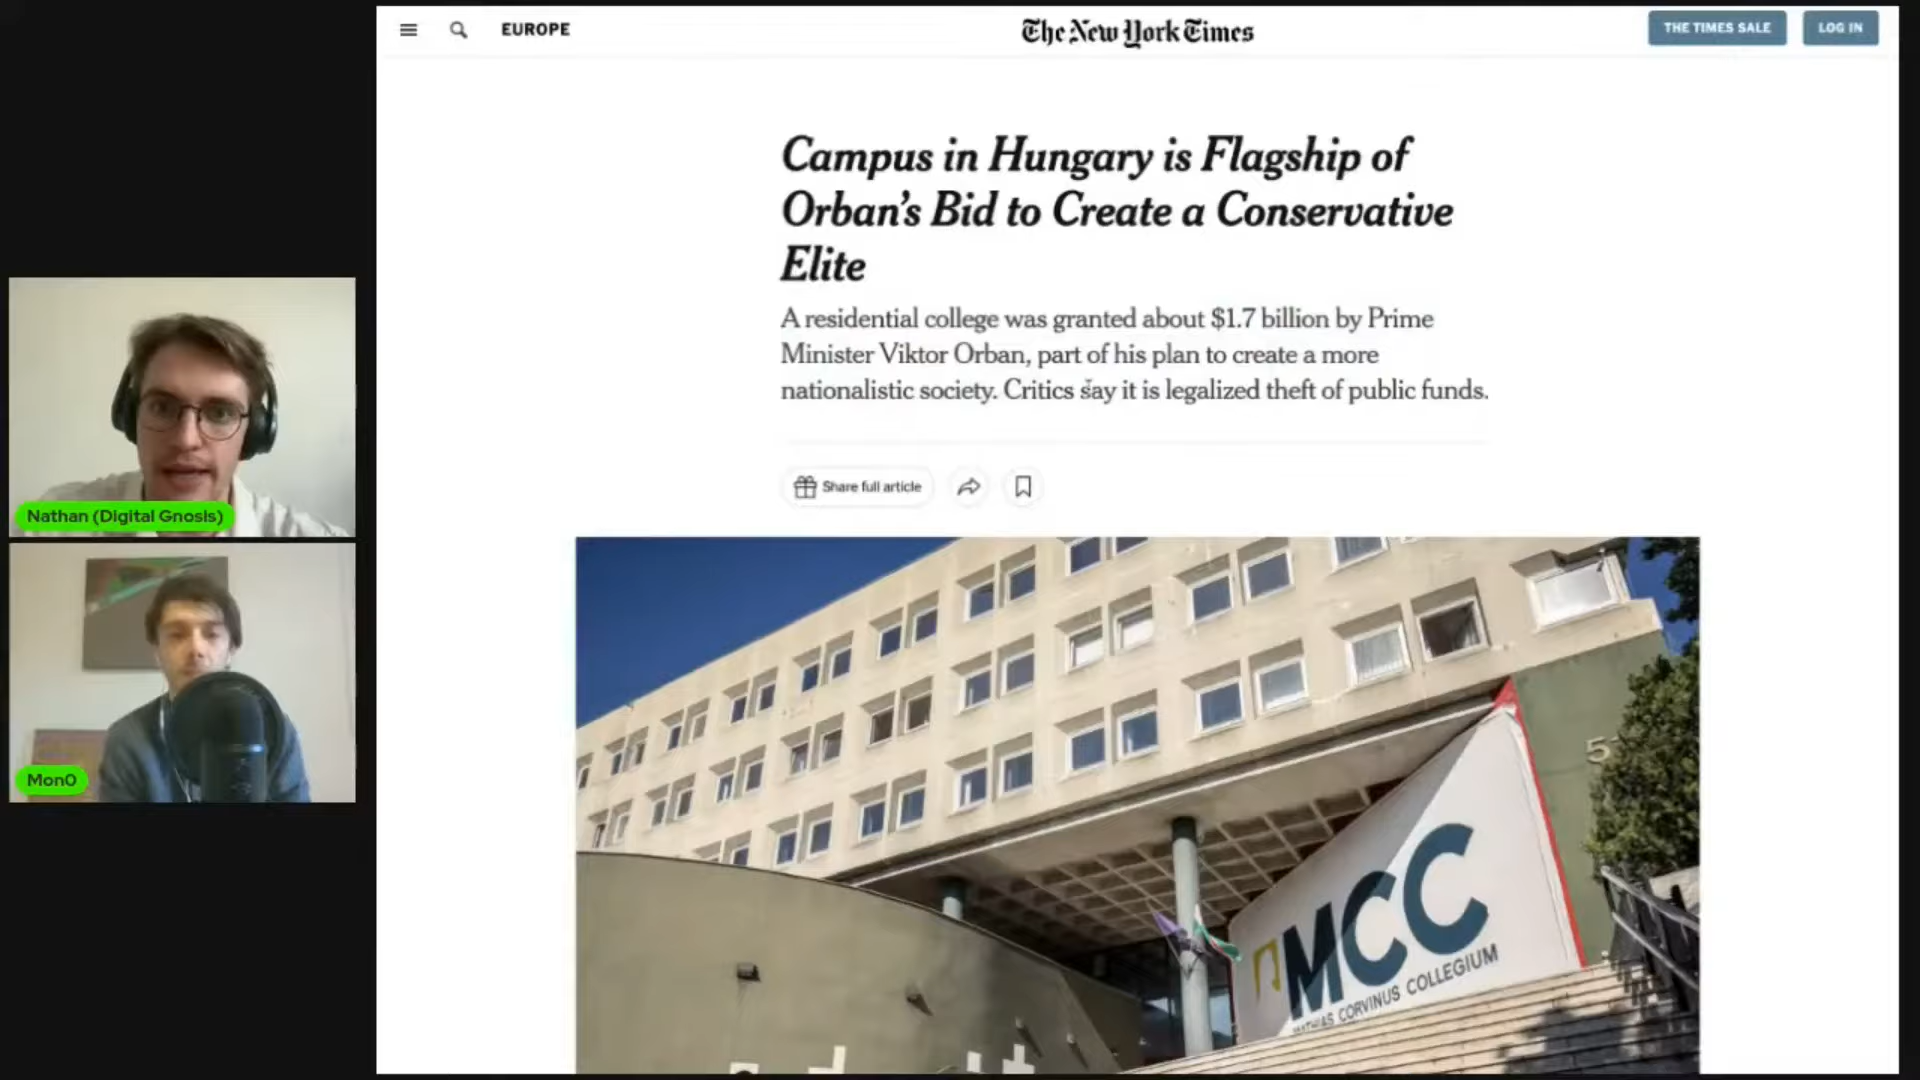 EUROPE
The New York Times
THE TIMES SALE
LOG IN
Campus in Hungary is Flagship of
Orban's Bid to Create a Conservative
Elite
A residential college was granted about $1.7 billion by Prime
Minister Viktor Orban, part of his plan to create a more
nationalistic society. Critics say it is legalized theft of public funds.
Share full article
Nathan (Digital Gnosis)
Mon0
5
MCC
CORVINUS COLLEGIUM